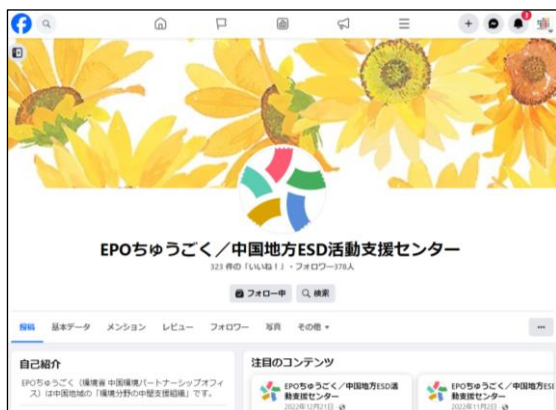 3
EPOちゅうごく／中国地方ESD活動支援センター
323 件の「いいね！」・フォロワー378人
フォロー中
検索
投稿 基本データ メンション レビュー フォロワー 写真 その他
自己紹介
EPOちゅうごく（環境省 中国環境パートナーシップオフィ
ス）は中国地域の「環境分野の中間支援組織」です。
注目のコンテンツ
EPOちゅうごく／中国地方ESD活
動支援センター
2022年12月21日
EPOちゅうごく／中国地方ESD
動支援センター
2022年11月2日